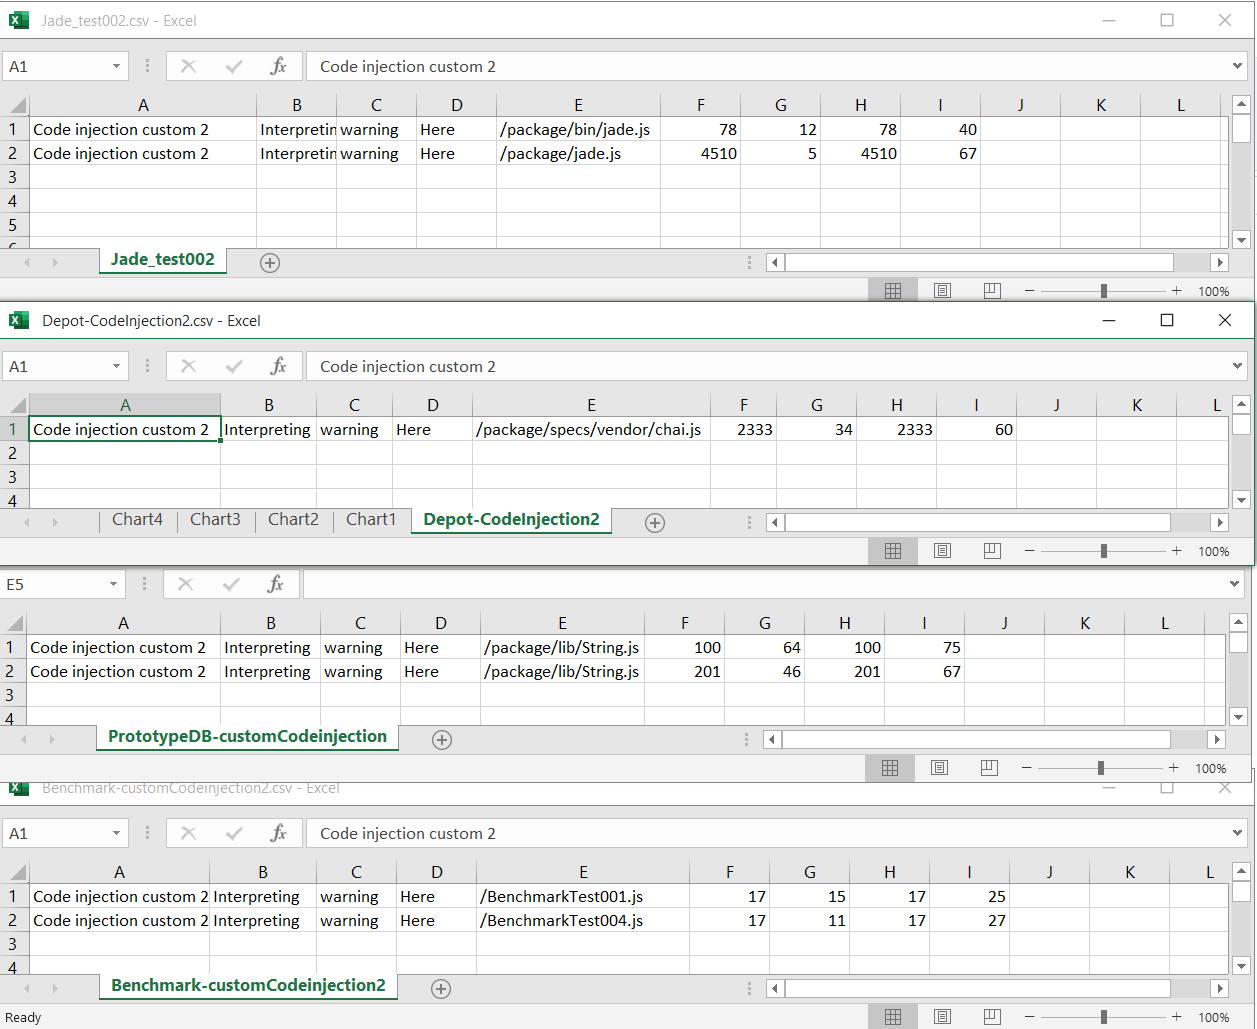 Jade_test002.csv - Excel
A1 fx Code injection custom 2
A B C D E F G H I J K L
1 Code injection custom 2 Interpretin warning Here /package/bin/jade.js 78 12 78 40
2 Code injection custom 2 Interpretin warning Here /package/jade.js 4510 5 4510 67
3
4
5
Jade_test002
100%
Depot-CodeInjection2.csv - Excel
A1 fx Code injection custom 2
A B C D E F G H I J K L
1 Code injection custom 2 Interpreting warning Here /package/specs/vendor/chai.js 2333 34 2333 60
2
3
4
Chart4 Chart3 Chart2 Chart1 Depot-CodeInjection2
100%
E5 fx
A B C D E F G H I J K L
1 Code injection custom 2 Interpreting warning Here /package/lib/String.js 100 64 100 75
2 Code injection custom 2 Interpreting warning Here /package/lib/String.js 201 46 201 67
3
4
PrototypeDB-customCodeinjection
100%
Benchmark-customCodeinjection2.csv - Excel
A1 fx Code injection custom 2
A B C D E F G H I J K L
1 Code injection custom 2 Interpreting warning Here /BenchmarkTest001.js 17 15 17 25
2 Code injection custom 2 Interpreting warning Here /BenchmarkTest004.js 17 11 17 27
3
4
Benchmark-customCodeinjection2
Ready 100%